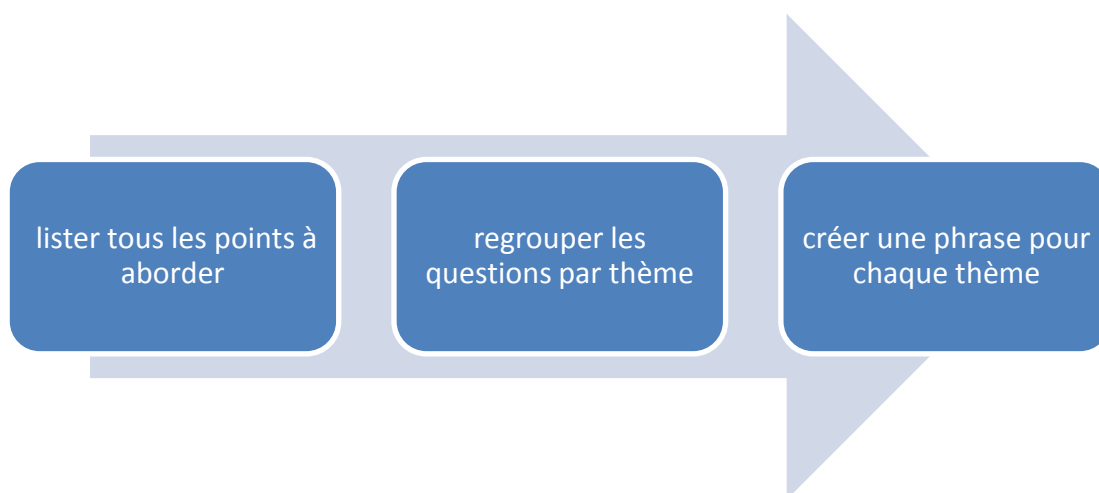 lister tous les points à
aborder
regrouper les
questions par thème
créer une phrase pour
chaque thème